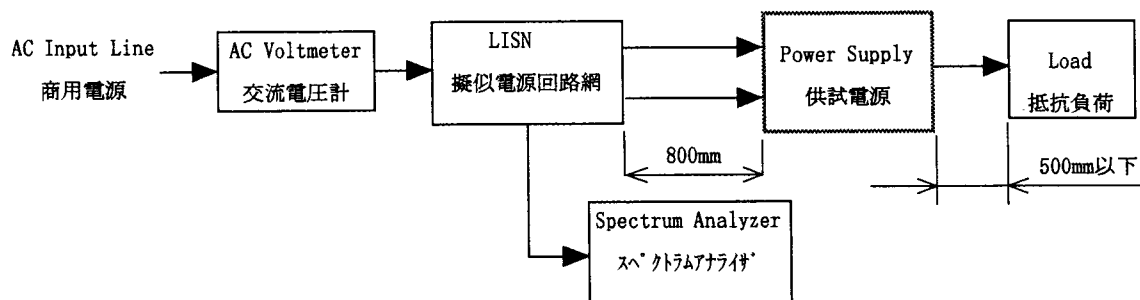 AC Input Line
商用電源
AC Voltmeter
交流電圧計
LISN
擬似電源回路網
Power Supply
供試電源
Load
抵抗負荷
800mm
500mm以下
Spectrum Analyzer
ｽﾍﾟｸﾄﾗﾑｱﾅﾗｲｻﾞ